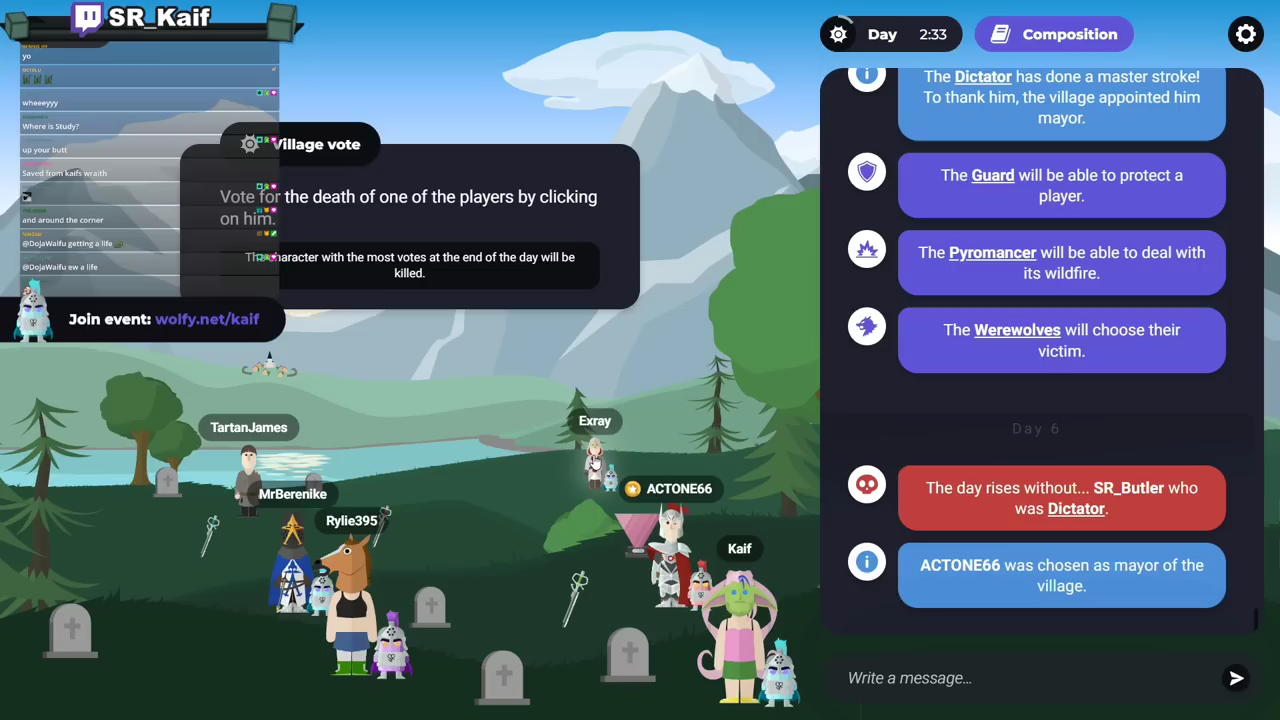 SR_Kaif
yo
wheeeyyy
Where is Study?
up your butt
Saved from kaifs wraith
and around the corner
@DojaWaifu getting a life
@DojaWaifu ew a life
Village vote
Vote for the death of one of the players by clicking
on him.
The character with the most votes at the end of the day will be
killed.
Join event: wolfy.net/kaif
TartanJames
MrBerenike
Rylie395
Exray
ACTONE66
Kaif
Day 2:33
Composition
The Dictator has done a master stroke!
To thank him, the village appointed him
mayor.
The Guard will be able to protect a
player.
The Pyromancer will be able to deal with
its wildfire.
The Werewolves will choose their
victim.
Day 6
The day rises without... SR_Butler who
was Dictator.
ACTONE66 was chosen as mayor of the
village.
Write a message...